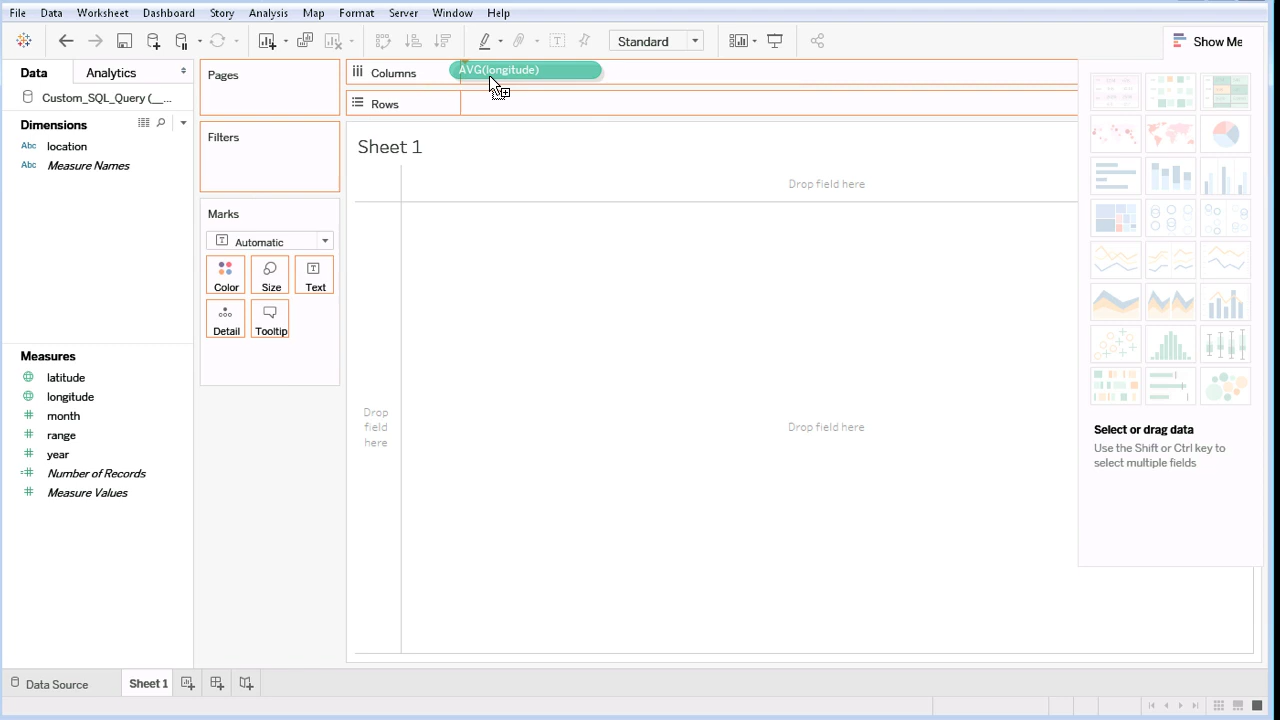 File Data Worksheet Dashboard Story Analysis Map Format Server Window Help
Standard
Show Me
Data Analytics
Custom_SQL_Query (__...
Dimensions
Abc location
Abc Measure Names
Measures
latitude
longitude
month
range
year
Number of Records
Measure Values
Pages
Filters
Marks
Automatic
Color Size Text
Detail Tooltip
Columns AVG(longitude)
Rows
Sheet 1
Drop field here
Drop
field
here
Drop field here
Select or drag data
Use the Shift or Ctrl key to
select multiple fields
Data Source Sheet 1